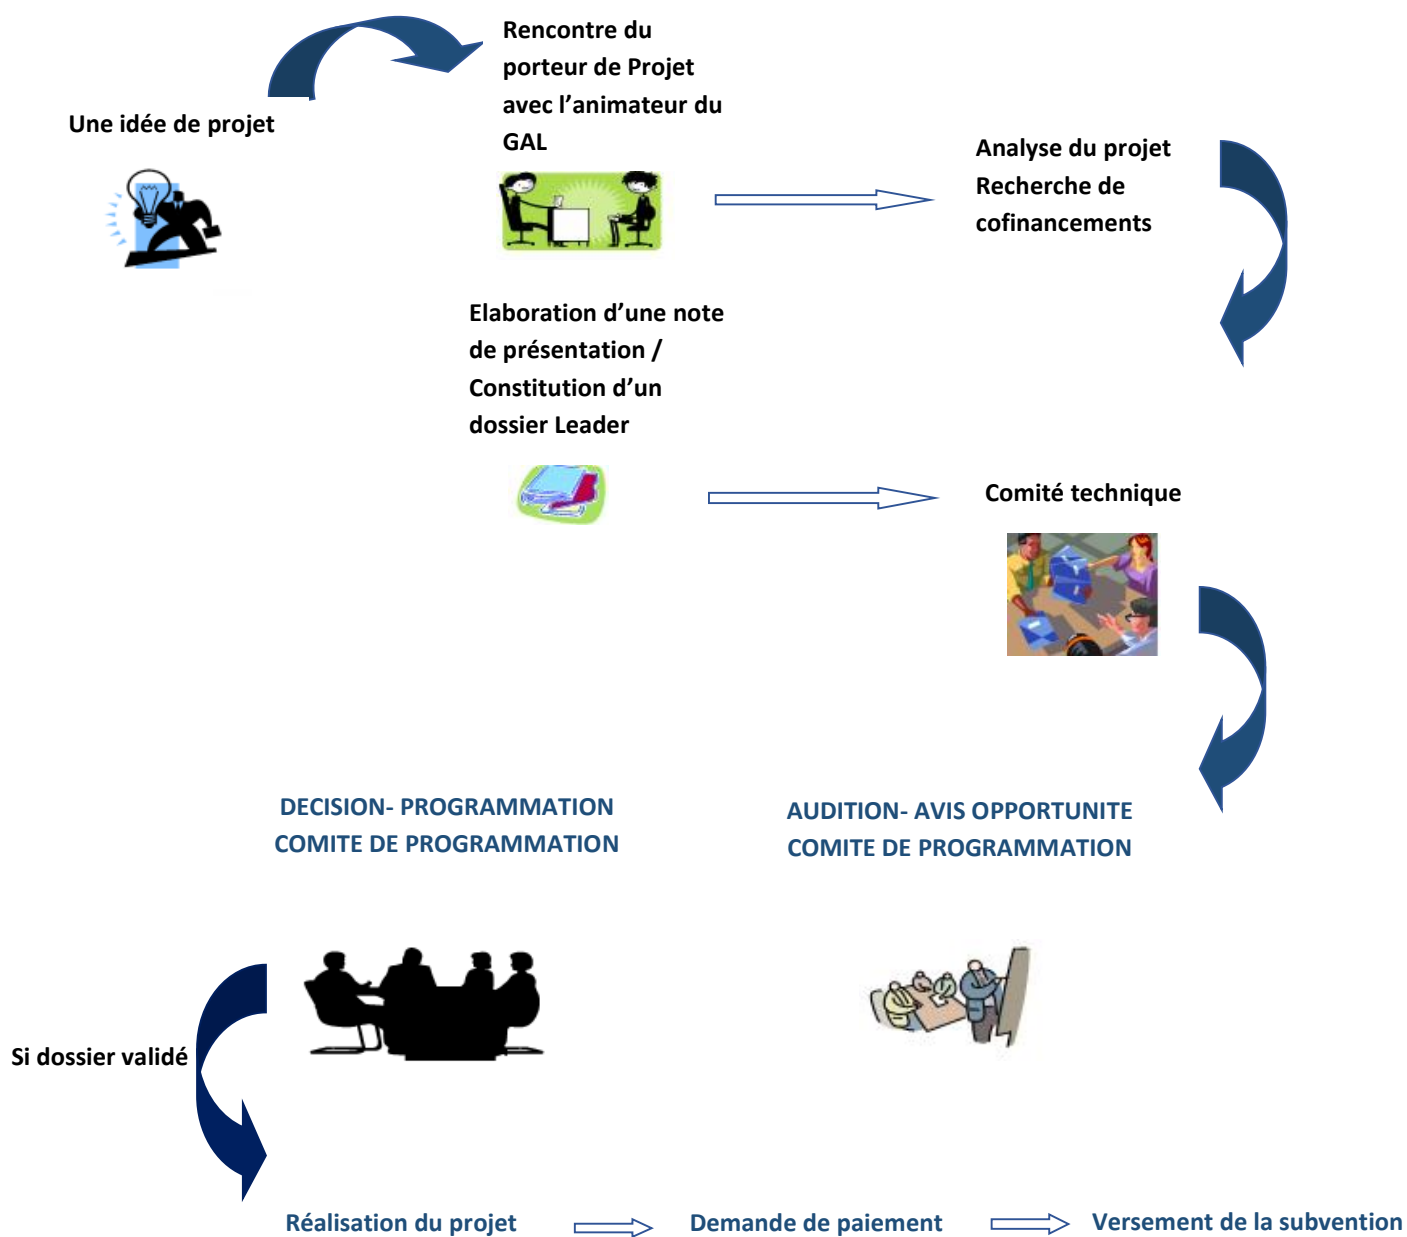 Une idée de projet
Rencontre du
porteur de Projet
avec l’animateur du
GAL
Analyse du projet
Recherche de
cofinancements
Elaboration d’une note
de présentation /
Constitution d’un
dossier Leader
Comité technique
AUDITION- AVIS OPPORTUNITE
COMITE DE PROGRAMMATION
DECISION- PROGRAMMATION
COMITE DE PROGRAMMATION
Si dossier validé
Réalisation du projet
Demande de paiement
Versement de la subvention